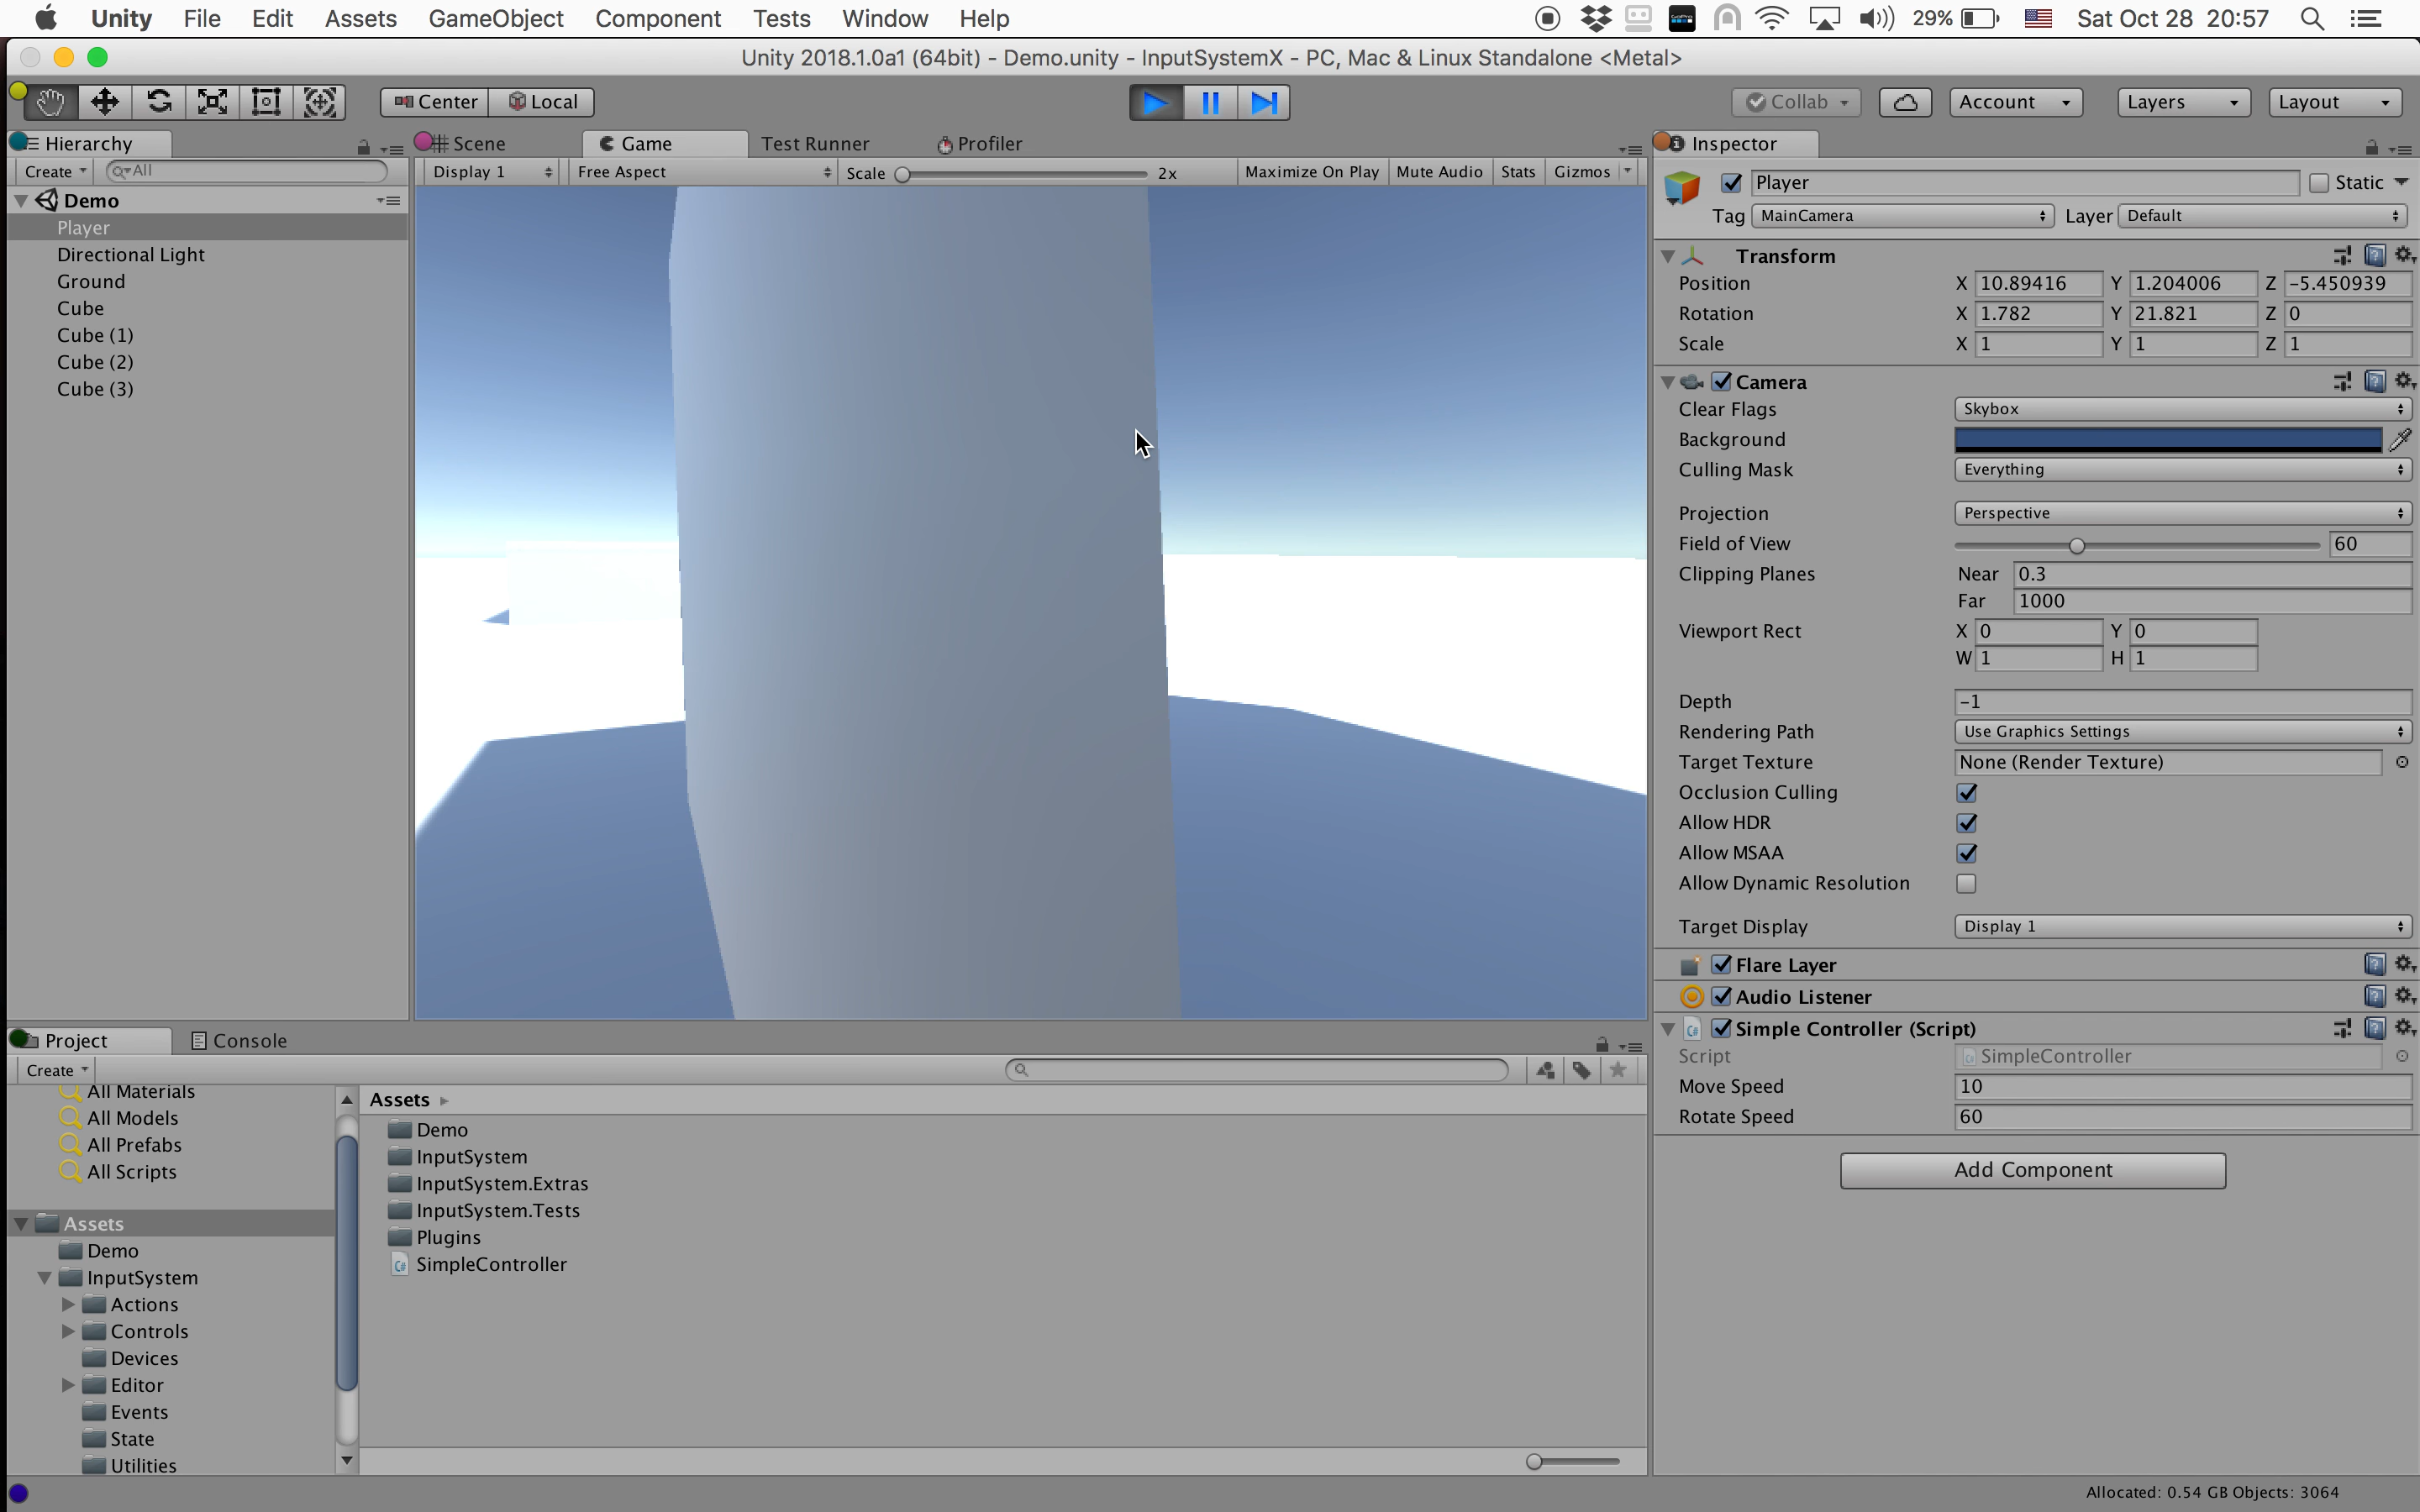 Unity File Edit Assets GameObject Component Tests Window Help 29% Sat Oct 28 20:57
Unity 2018.1.0a1 (64bit) - Demo.unity - InputSystemX - PC, Mac & Linux Standalone <Metal>
Center Local Collab Account Layers Layout
Hierarchy
Create All
Demo
Player
Directional Light
Ground
Cube
Cube (1)
Cube (2)
Cube (3)
Scene Game Test Runner Profiler
Display 1 Free Aspect Scale 2x Maximize On Play Mute Audio Stats Gizmos
Inspector
Player Static
Tag MainCamera Layer Default
Transform
Position X 10.89416 Y 1.204006 Z -5.450939
Rotation X 1.782 Y 21.821 Z 0
Scale X 1 Y 1 Z 1
Camera
Clear Flags Skybox
Background
Culling Mask Everything
Projection Perspective
Field of View 60
Clipping Planes Near 0.3
Far 1000
Viewport Rect X 0 Y 0
W 1 H 1
Depth -1
Rendering Path Use Graphics Settings
Target Texture None (Render Texture)
Occlusion Culling
Allow HDR
Allow MSAA
Allow Dynamic Resolution
Target Display Display 1
Flare Layer
Audio Listener
Simple Controller (Script)
Script SimpleController
Move Speed 10
Rotate Speed 60
Add Component
Project Console
Create
All Materials
All Models
All Prefabs
All Scripts
Assets
Demo
InputSystem
Actions
Controls
Devices
Editor
Events
State
Utilities
Assets
Demo
InputSystem
InputSystem.Extras
InputSystem.Tests
Plugins
SimpleController
Allocated: 0.54 GB Objects: 3064